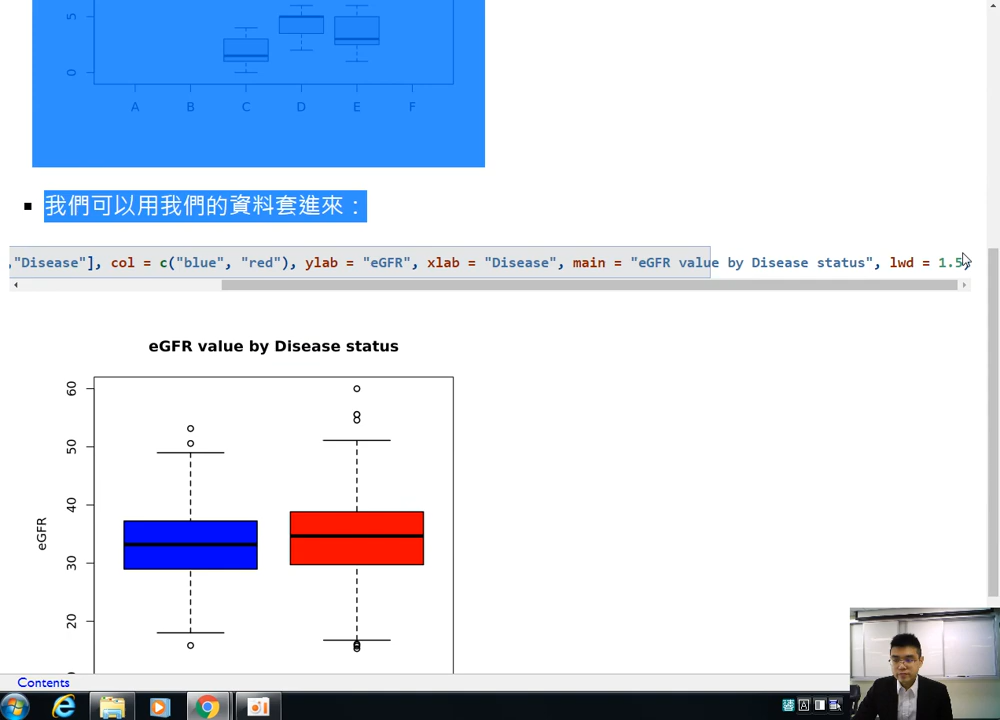 5
0
A B C D E F
我們可以用我們的資料套進來：
,"Disease"], col = c("blue", "red"), ylab = "eGFR", xlab = "Disease", main = "eGFR value by Disease status", lwd = 1.5)
eGFR value by Disease status
60
50
40
30
20
eGFR
Contents